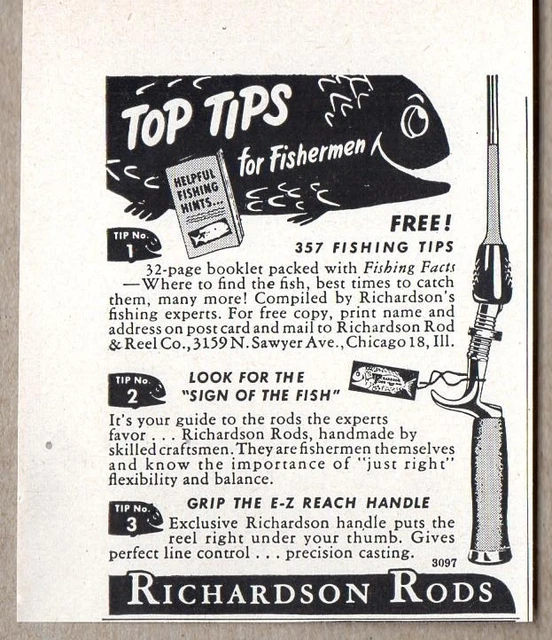 TOP TIPS
for Fishermen
HELPFUL
FISHING
HINTS...
TIP No.
1
FREE!
357 FISHING TIPS
32-page booklet packed with Fishing Facts
—Where to find the fish, best times to catch
them, many more! Compiled by Richardson's
fishing experts. For free copy, print name and
address on post card and mail to Richardson Rod
& Reel Co., 3159 N. Sawyer Ave., Chicago 18, Ill.
TIP No.
2
LOOK FOR THE
"SIGN OF THE FISH"
It's your guide to the rods the experts
favor . . . Richardson Rods, handmade by
skilled craftsmen. They are fishermen themselves
and know the importance of "just right"
flexibility and balance.
TIP No.
3
GRIP THE E-Z REACH HANDLE
Exclusive Richardson handle puts the
reel right under your thumb. Gives
perfect line control . . . precision casting.
3097
RICHARDSON RODS